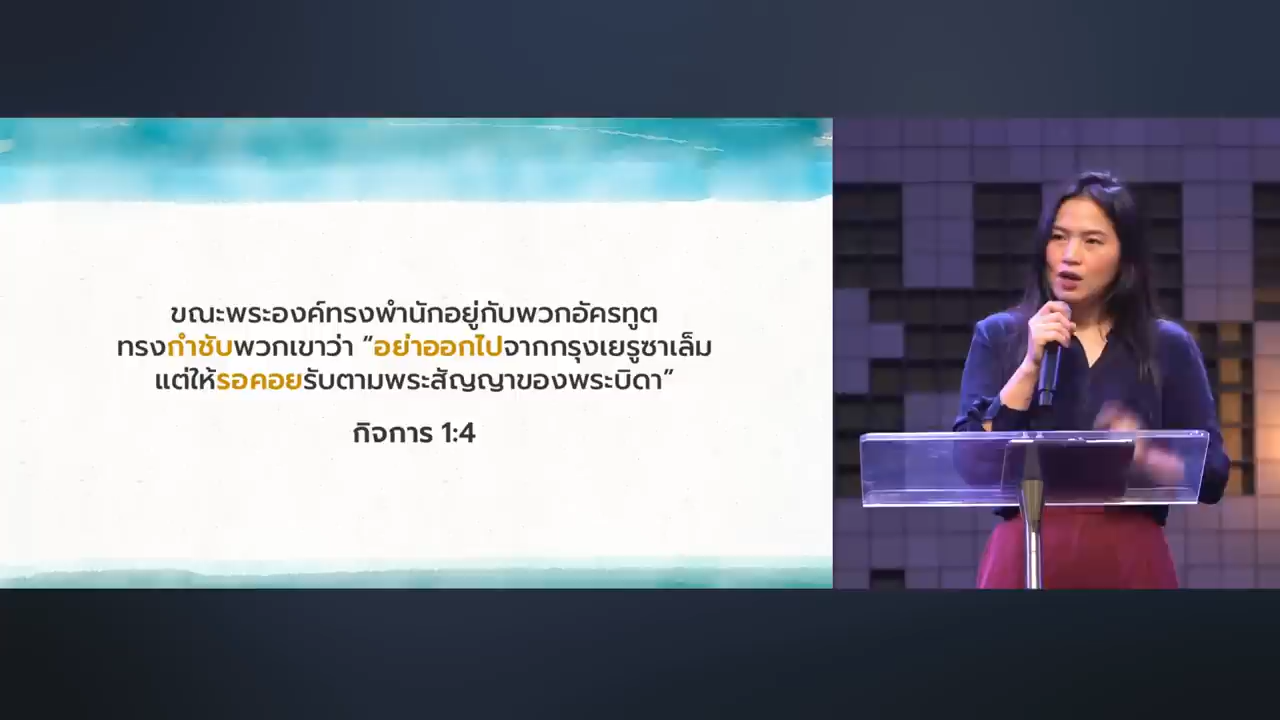 ขณะพระองค์ทรงพำนักอยู่กับพวกอัครทูต
ทรงกำชับพวกเขาว่า “อย่าออกไปจากกรุงเยรูซาเล็ม
แต่ให้รอคอยรับตามพระสัญญาของพระบิดา”
กิจการ 1:4